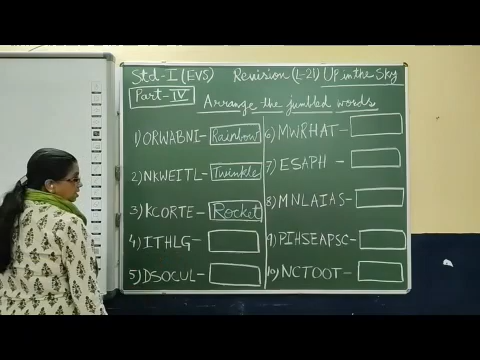 Std-I (EVS) Revision (L-21) Up in the Sky
Part-IV
Arrange the jumbled words
1) ORWABNI- Rainbow
2) NKWEITL- Twinkle
3) KCORTE- Rocket
4) ITHLG-
5) DSOCUL-
6) MWRHAT-
7) ESAPH -
8) MNLAIAS-
9) PIHSEAPSC-
10) NCTOOT-